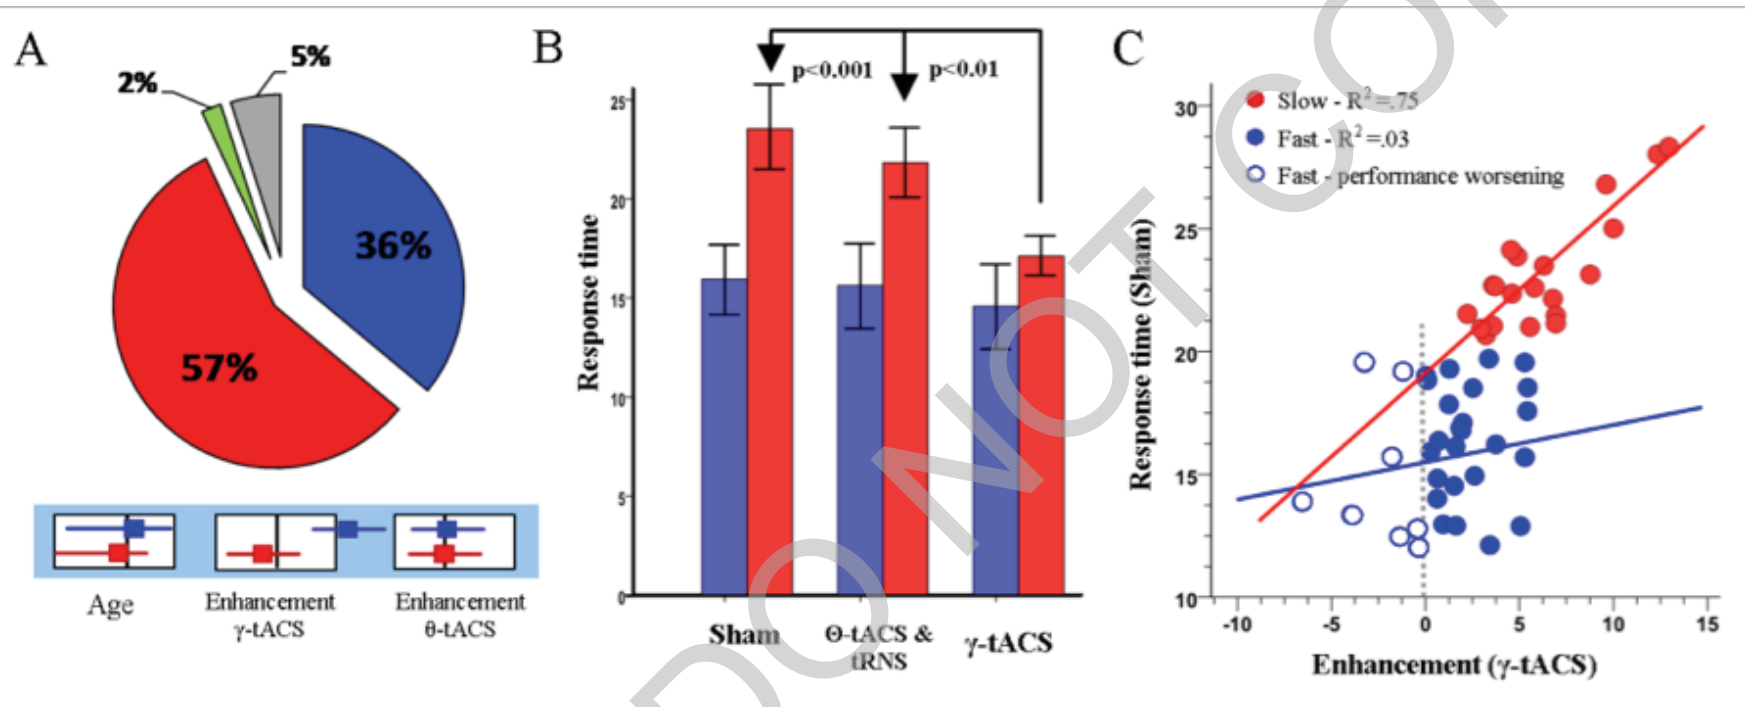 A
2%
5%
36%
57%
Age
Enhancement
γ-tACS
Enhancement
θ-tACS
B
p<0.001
p<0.01
Response time
25
20
15
10
5
0
Sham
Θ-tACS &
tRNS
γ-tACS
C
Slow - R²=.75
Fast - R²=.03
Fast - performance worsening
Response time (Sham)
30
25
20
15
10
-10
-5
0
5
10
15
Enhancement (γ-tACS)
DO NOT CO